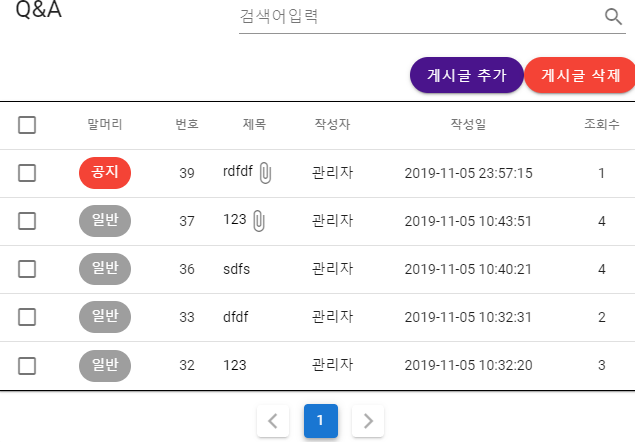 Q&A
검색어입력
게시글 추가 게시글 삭제
말머리 번호 제목 작성자 작성일 조회수
공지 39 rdfdf 관리자 2019-11-05 23:57:15 1
일반 37 123 관리자 2019-11-05 10:43:51 4
일반 36 sdfs 관리자 2019-11-05 10:40:21 4
일반 33 dfdf 관리자 2019-11-05 10:32:31 2
일반 32 123 관리자 2019-11-05 10:32:20 3
1